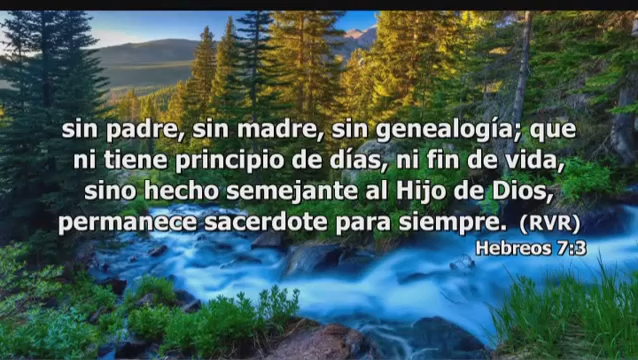 sin padre, sin madre, sin genealogía; que
ni tiene principio de días, ni fin de vida,
sino hecho semejante al Hijo de Dios,
permanece sacerdote para siempre. (RVR)
Hebreos 7:3